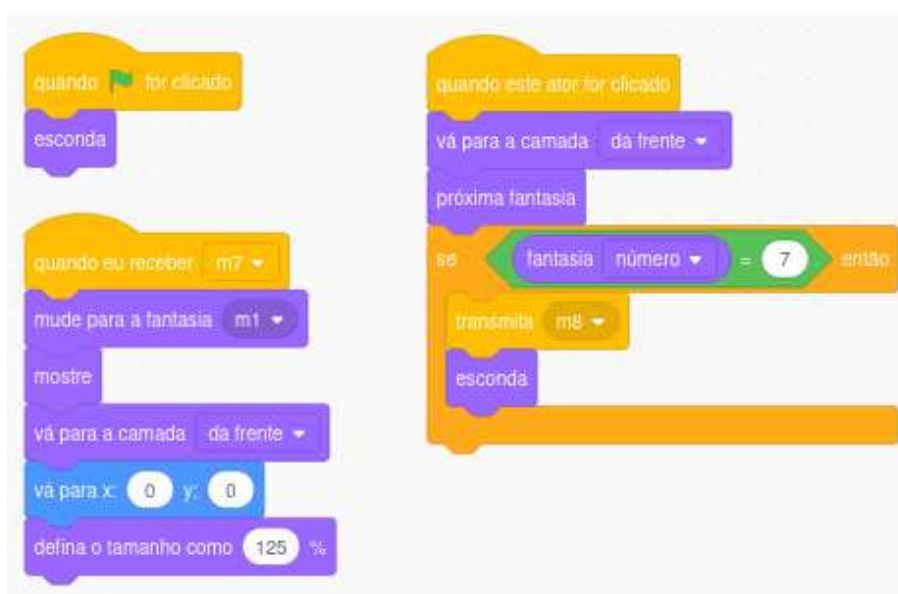 quando for clicado
esconda
quando eu receber m7
mude para a fantasia m1
mostre
vá para a camada da frente
vá para x: 0 y: 0
defina o tamanho como 125 %
quando este ator for clicado
vá para a camada da frente
próxima fantasia
se fantasia número = 7 então
transmita m8
esconda